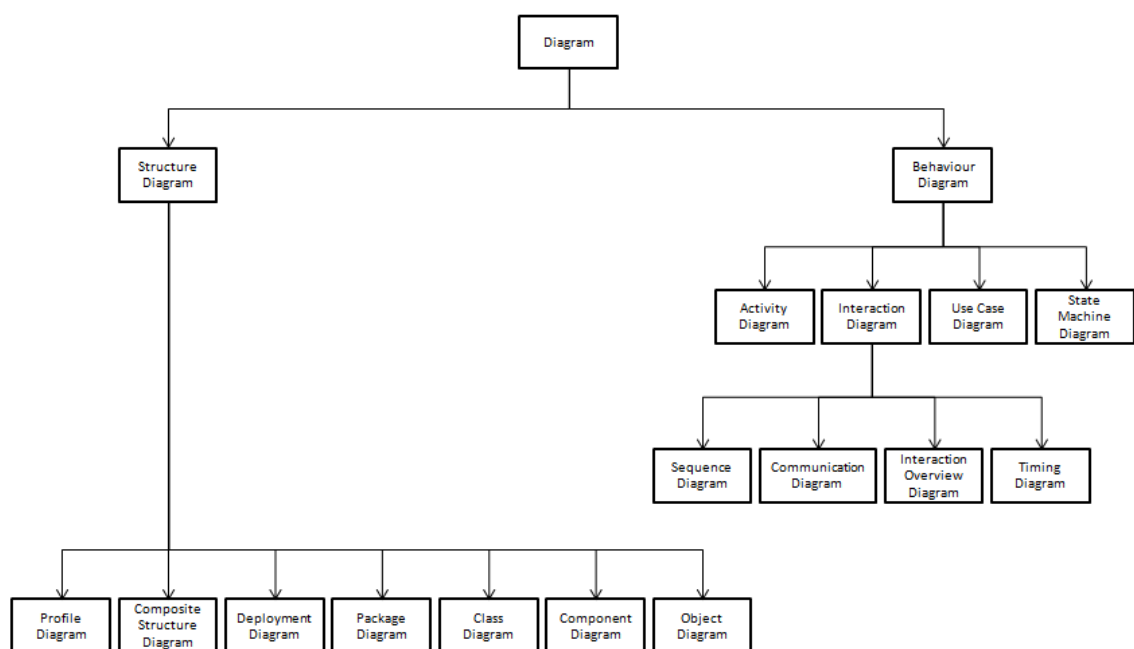 Diagram
Structure
Diagram
Behaviour
Diagram
Activity
Diagram
Interaction
Diagram
Use Case
Diagram
State
Machine
Diagram
Sequence
Diagram
Communication
Diagram
Interaction
Overview
Diagram
Timing
Diagram
Profile
Diagram
Composite
Structure
Diagram
Deployment
Diagram
Package
Diagram
Class
Diagram
Component
Diagram
Object
Diagram